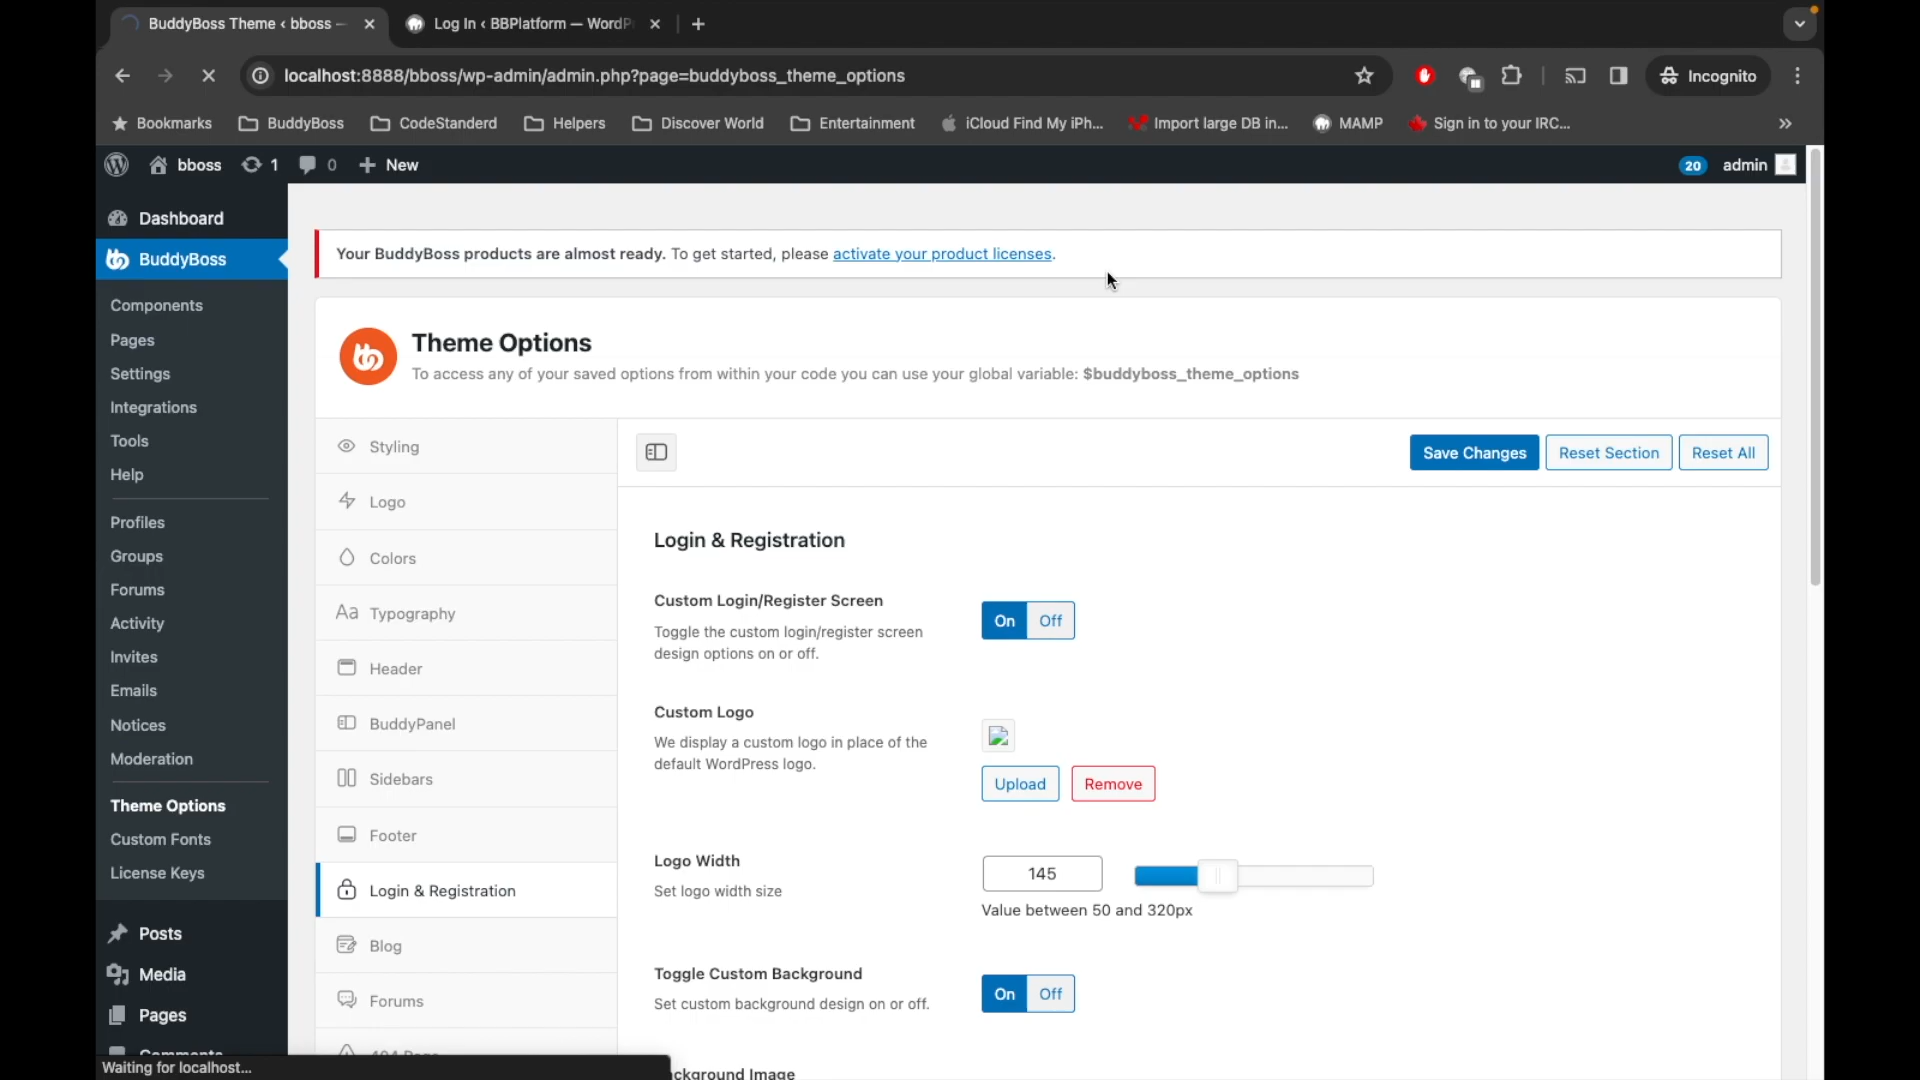 BuddyBoss Theme ‹ bboss –
Log In ‹ BBPlatform — WordP
localhost:8888/bboss/wp-admin/admin.php?page=buddyboss_theme_options
Incognito
Bookmarks
BuddyBoss
CodeStanderd
Helpers
Discover World
Entertainment
iCloud Find My iPh...
Import large DB in...
MAMP
Sign in to your IRC...
»
bboss
1
0
New
20
admin
Dashboard
BuddyBoss
Components
Pages
Settings
Integrations
Tools
Help
Profiles
Groups
Forums
Activity
Invites
Emails
Notices
Moderation
Theme Options
Custom Fonts
License Keys
Posts
Media
Pages
Comments
Waiting for localhost...
Your BuddyBoss products are almost ready. To get started, please activate your product licenses.
Theme Options
To access any of your saved options from within your code you can use your global variable: $buddyboss_theme_options
Styling
Logo
Colors
Aa Typography
Header
BuddyPanel
Sidebars
Footer
Login & Registration
Blog
Forums
404 Page
Save Changes
Reset Section
Reset All
Login & Registration
Custom Login/Register Screen
Toggle the custom login/register screen
design options on or off.
On Off
Custom Logo
We display a custom logo in place of the
default WordPress logo.
Upload
Remove
Logo Width
Set logo width size
145
Value between 50 and 320px
Toggle Custom Background
Set custom background design on or off.
On Off
ckground Image